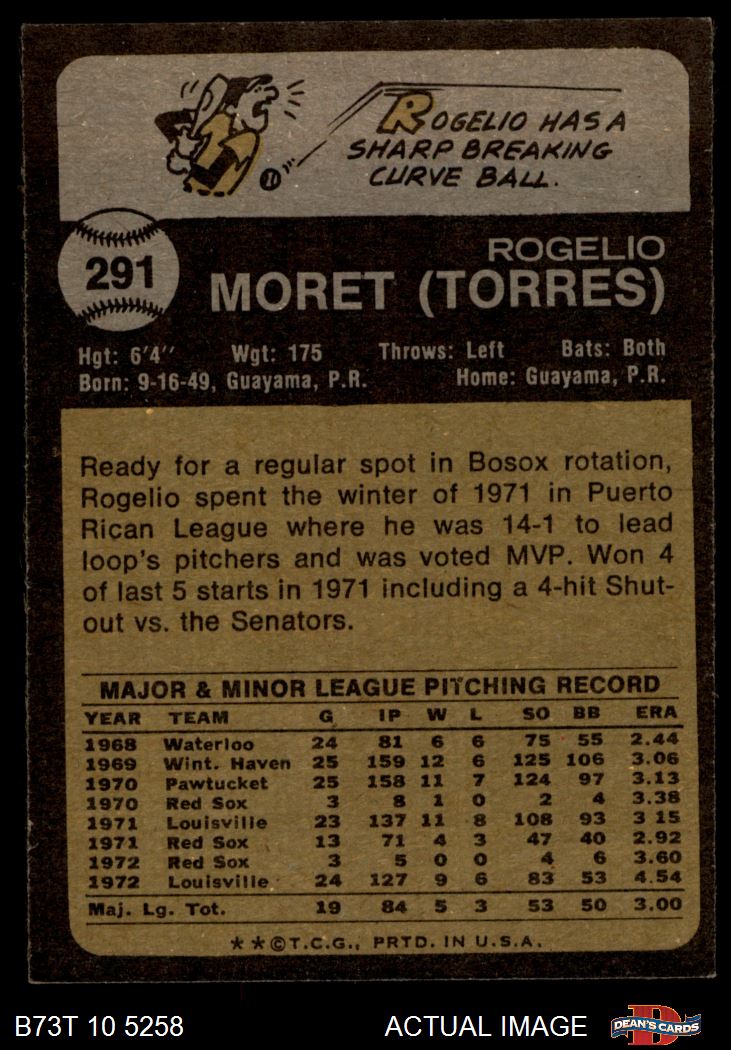 ROGELIO HAS A
SHARP BREAKING
CURVE BALL.
291
ROGELIO
MORET (TORRES)
Hgt: 6'4'' Wgt: 175 Throws: Left Bats: Both
Born: 9-16-49, Guayama, P.R. Home: Guayama, P.R.
Ready for a regular spot in Bosox rotation,
Rogelio spent the winter of 1971 in Puerto
Rican League where he was 14-1 to lead
loop's pitchers and was voted MVP. Won 4
of last 5 starts in 1971 including a 4-hit Shut-
out vs. the Senators.
MAJOR & MINOR LEAGUE PITCHING RECORD
YEAR TEAM G IP W L SO BB ERA
1968 Waterloo 24 81 6 6 75 55 2.44
1969 Wint. Haven 25 159 12 6 125 106 3.06
1970 Pawtucket 25 158 11 7 124 97 3.13
1970 Red Sox 3 8 1 0 2 4 3.38
1971 Louisville 23 137 11 8 108 93 3 15
1971 Red Sox 13 71 4 3 47 40 2.92
1972 Red Sox 3 5 0 0 4 6 3.60
1972 Louisville 24 127 9 6 83 53 4.54
Maj. Lg. Tot. 19 84 5 3 53 50 3.00
**©T.C.G., PRTD. IN U.S.A.
B73T 10 5258 ACTUAL IMAGE
DEAN'S CARDS